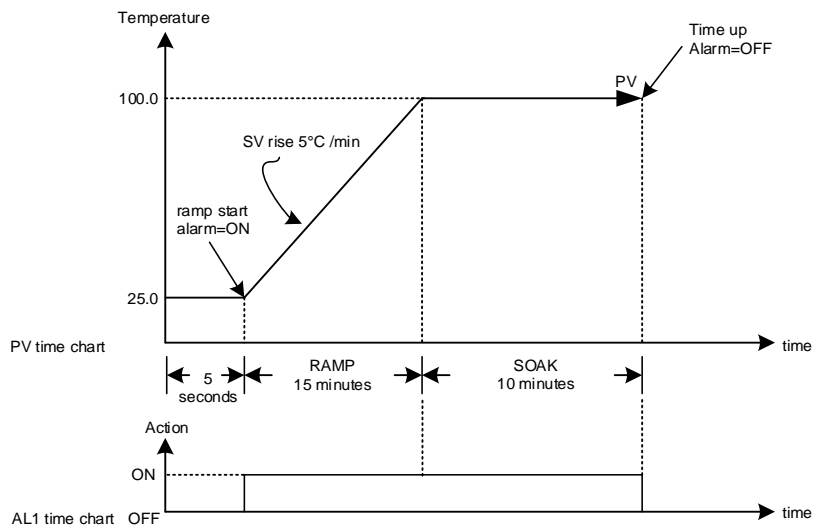 Temperature
Time up
Alarm=OFF
PV
100.0
SV rise 5°C /min
ramp start
alarm=ON
25.0
PV time chart
time
5
seconds
RAMP
15 minutes
SOAK
10 minutes
Action
ON
AL1 time chart OFF
time